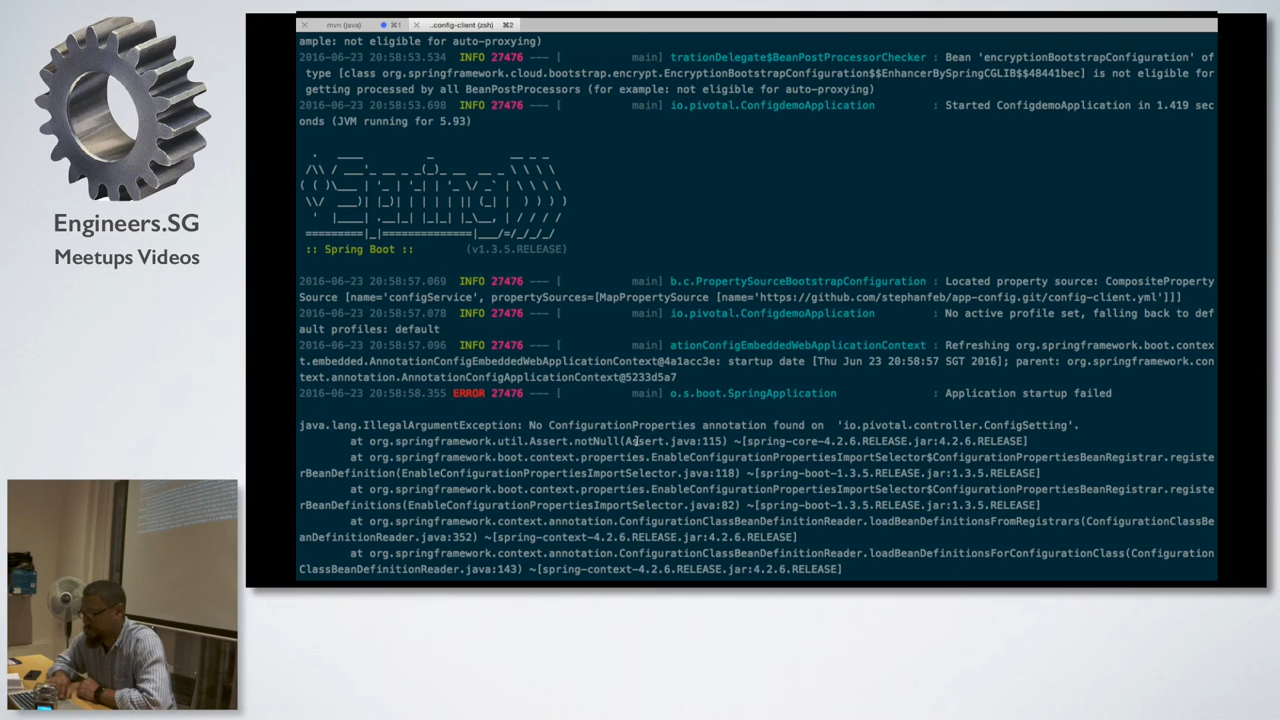 mvn (java) ⌘1 ..config-client (zsh) ⌘2
ample: not eligible for auto-proxying)
2016-06-23 20:58:53.534 INFO 27476 --- [ main] trationDelegate$BeanPostProcessorChecker : Bean 'encryptionBootstrapConfiguration' of
type [class org.springframework.cloud.bootstrap.encrypt.EncryptionBootstrapConfiguration$$EnhancerBySpringCGLIB$$48441bec] is not eligible for
getting processed by all BeanPostProcessors (for example: not eligible for auto-proxying)
2016-06-23 20:58:53.698 INFO 27476 --- [ main] io.pivotal.ConfigdemoApplication : Started ConfigdemoApplication in 1.419 sec
onds (JVM running for 5.93)
Engineers.SG
Meetups Videos
Spring
:: Spring Boot :: (v1.3.5.RELEASE)
2016-06-23 20:58:57.069 INFO 27476 --- [ main] b.c.PropertySourceBootstrapConfiguration : Located property source: CompositeProperty
Source [name='configService', propertySources=[MapPropertySource [name='https://github.com/stephanfeb/app-config.git/config-client.yml']]]
2016-06-23 20:58:57.078 INFO 27476 --- [ main] io.pivotal.ConfigdemoApplication : No active profile set, falling back to def
ault profiles: default
2016-06-23 20:58:57.096 INFO 27476 --- [ main] ationConfigEmbeddedWebApplicationContext : Refreshing org.springframework.boot.contex
t.embedded.AnnotationConfigEmbeddedWebApplicationContext@4a1acc3e: startup date [Thu Jun 23 20:58:57 SGT 2016]; parent: org.springframework.con
text.annotation.AnnotationConfigApplicationContext@5233d5a7
2016-06-23 20:58:58.355 ERROR 27476 --- [ main] o.s.boot.SpringApplication : Application startup failed
java.lang.IllegalArgumentException: No ConfigurationProperties annotation found on  'io.pivotal.controller.ConfigSetting'.
at org.springframework.util.Assert.notNull(Assert.java:115) ~[spring-core-4.2.6.RELEASE.jar:4.2.6.RELEASE]
at org.springframework.boot.context.properties.EnableConfigurationPropertiesImportSelector$ConfigurationPropertiesBeanRegistrar.registe
rBeanDefinition(EnableConfigurationPropertiesImportSelector.java:118) ~[spring-boot-1.3.5.RELEASE.jar:1.3.5.RELEASE]
at org.springframework.boot.context.properties.EnableConfigurationPropertiesImportSelector$ConfigurationPropertiesBeanRegistrar.registe
rBeanDefinitions(EnableConfigurationPropertiesImportSelector.java:82) ~[spring-boot-1.3.5.RELEASE.jar:1.3.5.RELEASE]
at org.springframework.context.annotation.ConfigurationClassBeanDefinitionReader.loadBeanDefinitionsFromRegistrars(ConfigurationClassBe
anDefinitionReader.java:352) ~[spring-context-4.2.6.RELEASE.jar:4.2.6.RELEASE]
at org.springframework.context.annotation.ConfigurationClassBeanDefinitionReader.loadBeanDefinitionsForConfigurationClass(Configuration
ClassBeanDefinitionReader.java:143) ~[spring-context-4.2.6.RELEASE.jar:4.2.6.RELEASE]